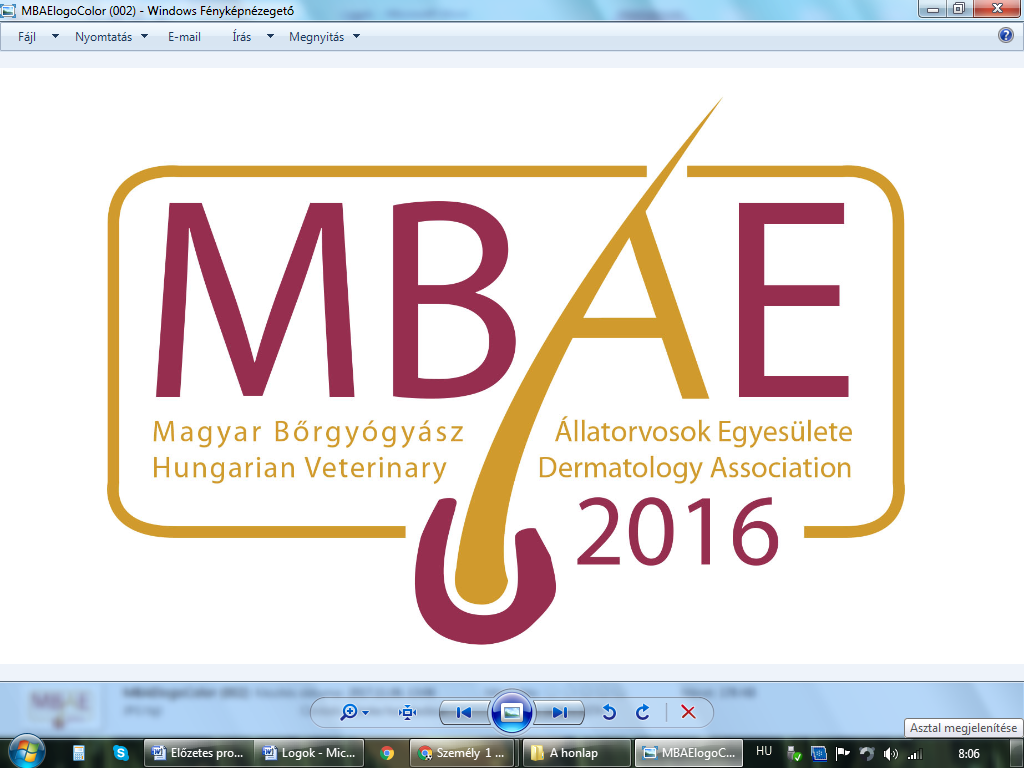 MBAElogoColor (002) - Windows Fényképnézegető
Fájl Nyomtatás E-mail Írás Megnyitás
MBAE
Magyar Bőrgyógyász Állatorvosok Egyesülete
Hungarian Veterinary Dermatology Association
2016
Asztal megjelenítése
Előzetes pro... Logok - Mic... Személy 1 ... A honlap MBAElogoC... HU 8:06